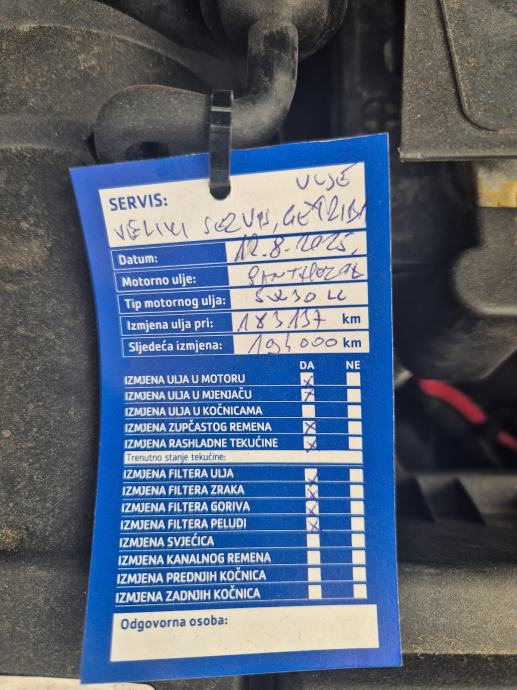 SERVIS:
ULJE
VELIKI SERVIS,
Datum: 12.8.2025,
Motorno ulje:
Tip motornog ulja: 5W30
Izmjena ulja pri: 183137 km
Sljedeća izmjena: 194000 km
DA NE
IZMJENA ULJA U MOTORU X
IZMJENA ULJA U MJENJAČU X
IZMJENA ULJA U KOČNICAMA
IZMJENA ZUPČASTOG REMENA X
IZMJENA RASHLADNE TEKUĆINE X
Trenutno stanje tekućine:
IZMJENA FILTERA ULJA X
IZMJENA FILTERA ZRAKA X
IZMJENA FILTERA GORIVA X
IZMJENA FILTERA PELUDI X
IZMJENA SVJEĆICA
IZMJENA KANALNOG REMENA
IZMJENA PREDNJIH KOČNICA
IZMJENA ZADNJIH KOČNICA
Odgovorna osoba: